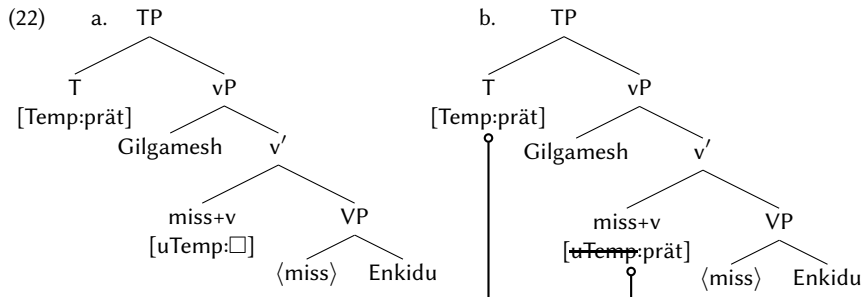 (22) a. TP b. TP
T vP T vP
[Temp:prät] [Temp:prät]
Gilgamesh v′ Gilgamesh v′
miss+v VP miss+v VP
[uTemp:□] [uTemp:prät]
⟨miss⟩ Enkidu ⟨miss⟩ Enkidu